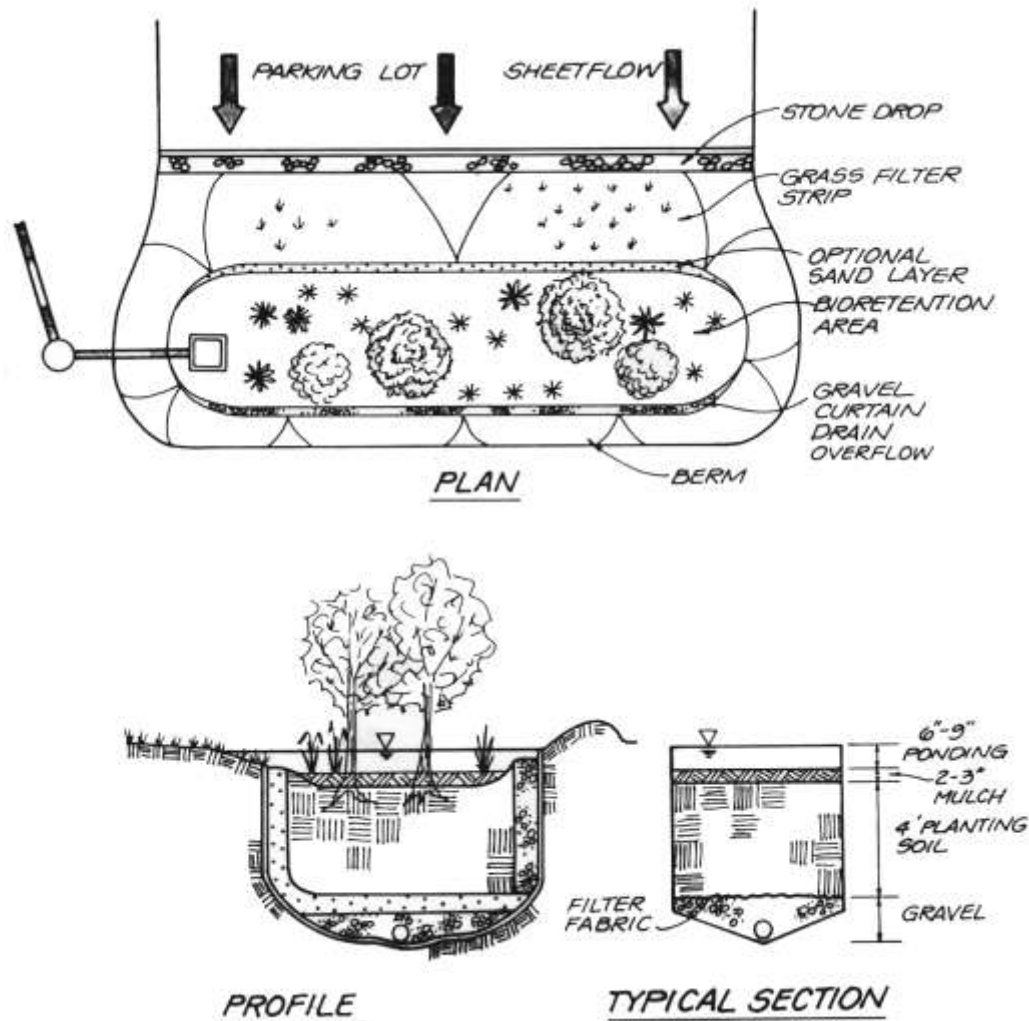 PARKING LOT
SHEETFLOW
STONE DROP
GRASS FILTER
STRIP
OPTIONAL
SAND LAYER
BIORETENTION
AREA
GRAVEL
CURTAIN
DRAIN
OVERFLOW
BERM
PLAN
6"-9"
PONDING
2-3"
MULCH
4' PLANTING
SOIL
FILTER
FABRIC
GRAVEL
PROFILE
TYPICAL SECTION